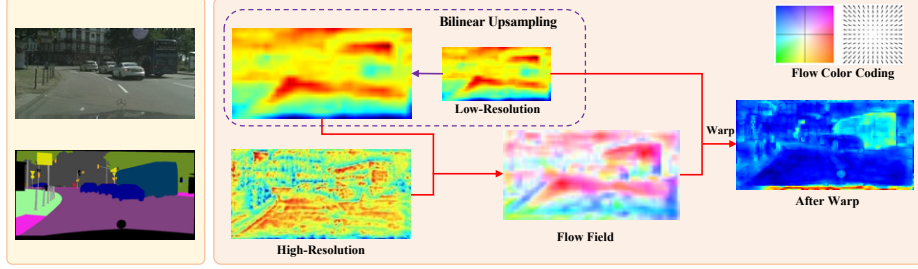 Bilinear Upsampling
Low-Resolution
Flow Color Coding
Warp
High-Resolution
Flow Field
After Warp